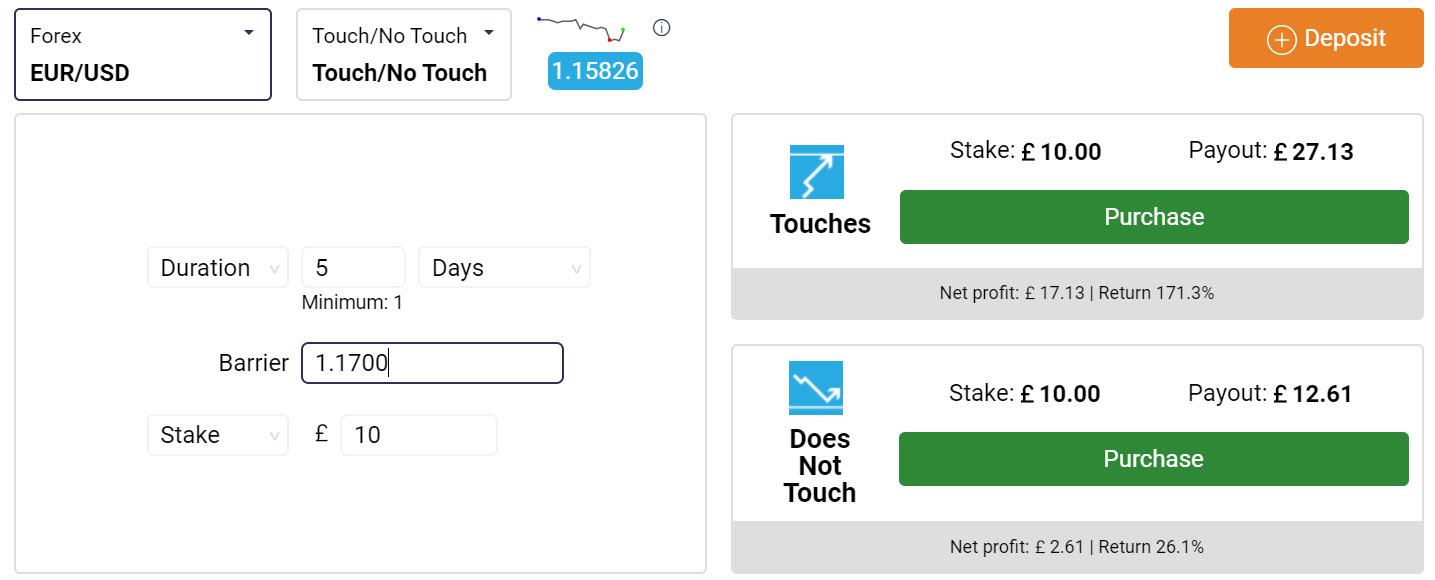 Forex
EUR/USD
Touch/No Touch
Touch/No Touch
1.15826
Deposit
Duration
5
Days
Minimum: 1
Barrier
1.1700
Stake
£
10
Stake: £ 10.00
Payout: £ 27.13
Touches
Purchase
Net profit: £ 17.13 | Return 171.3%
Stake: £ 10.00
Payout: £ 12.61
Does
Not
Touch
Purchase
Net profit: £ 2.61 | Return 26.1%